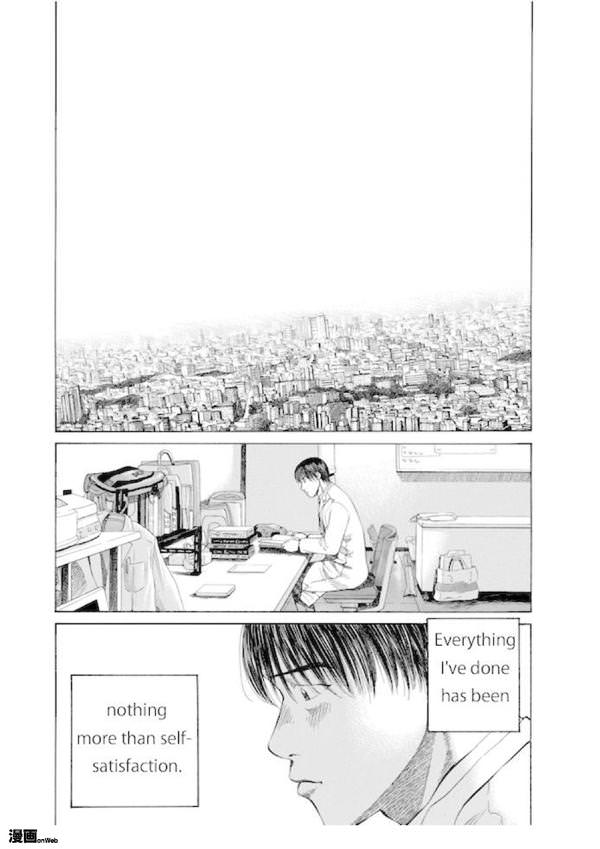 Everything
I've done
has been
nothing
more than self-
satisfaction.
漫画onWeb